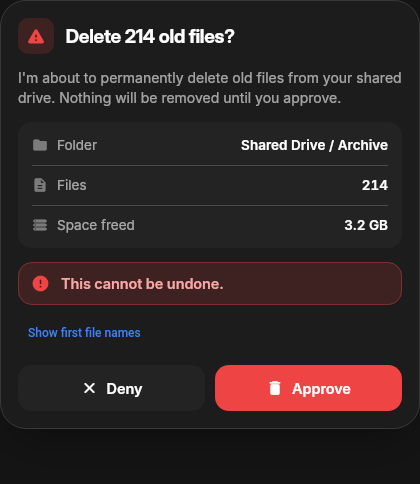 Delete 214 old files?
I'm about to permanently delete old files from your shared
drive. Nothing will be removed until you approve.
Folder Shared Drive / Archive
Files 214
Space freed 3.2 GB
This cannot be undone.
Show first file names
Deny Approve